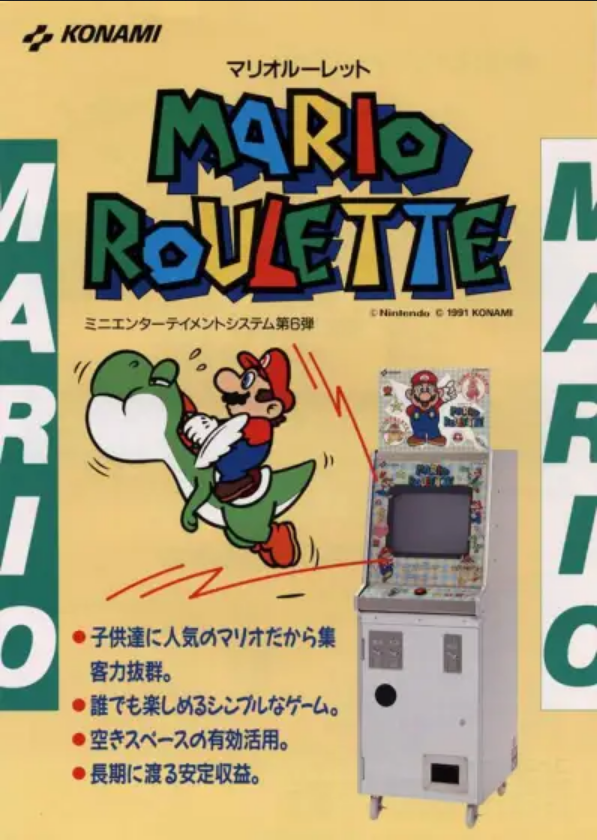 KONAMI
マリオルーレット
MARIO
ROULETTE
© Nintendo © 1991 KONAMI
ミニエンターテイメントシステム第6弾
MARIO
MARIO
MARIO
ROULETTE
MARIO
ROULETTE
● 子供達に人気のマリオだから集
客力抜群。
● 誰でも楽しめるシンプルなゲーム。
● 空きスペースの有効活用。
● 長期に渡る安定収益。